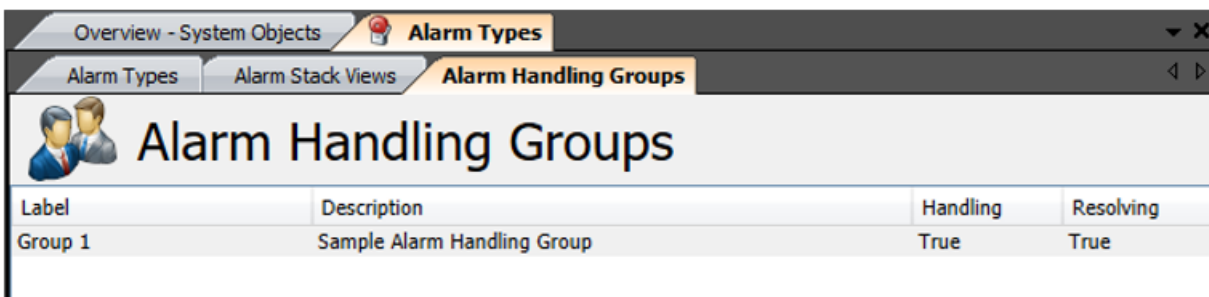 Overview - System Objects Alarm Types
Alarm Types Alarm Stack Views Alarm Handling Groups
Alarm Handling Groups
Label Description Handling Resolving
Group 1 Sample Alarm Handling Group True True